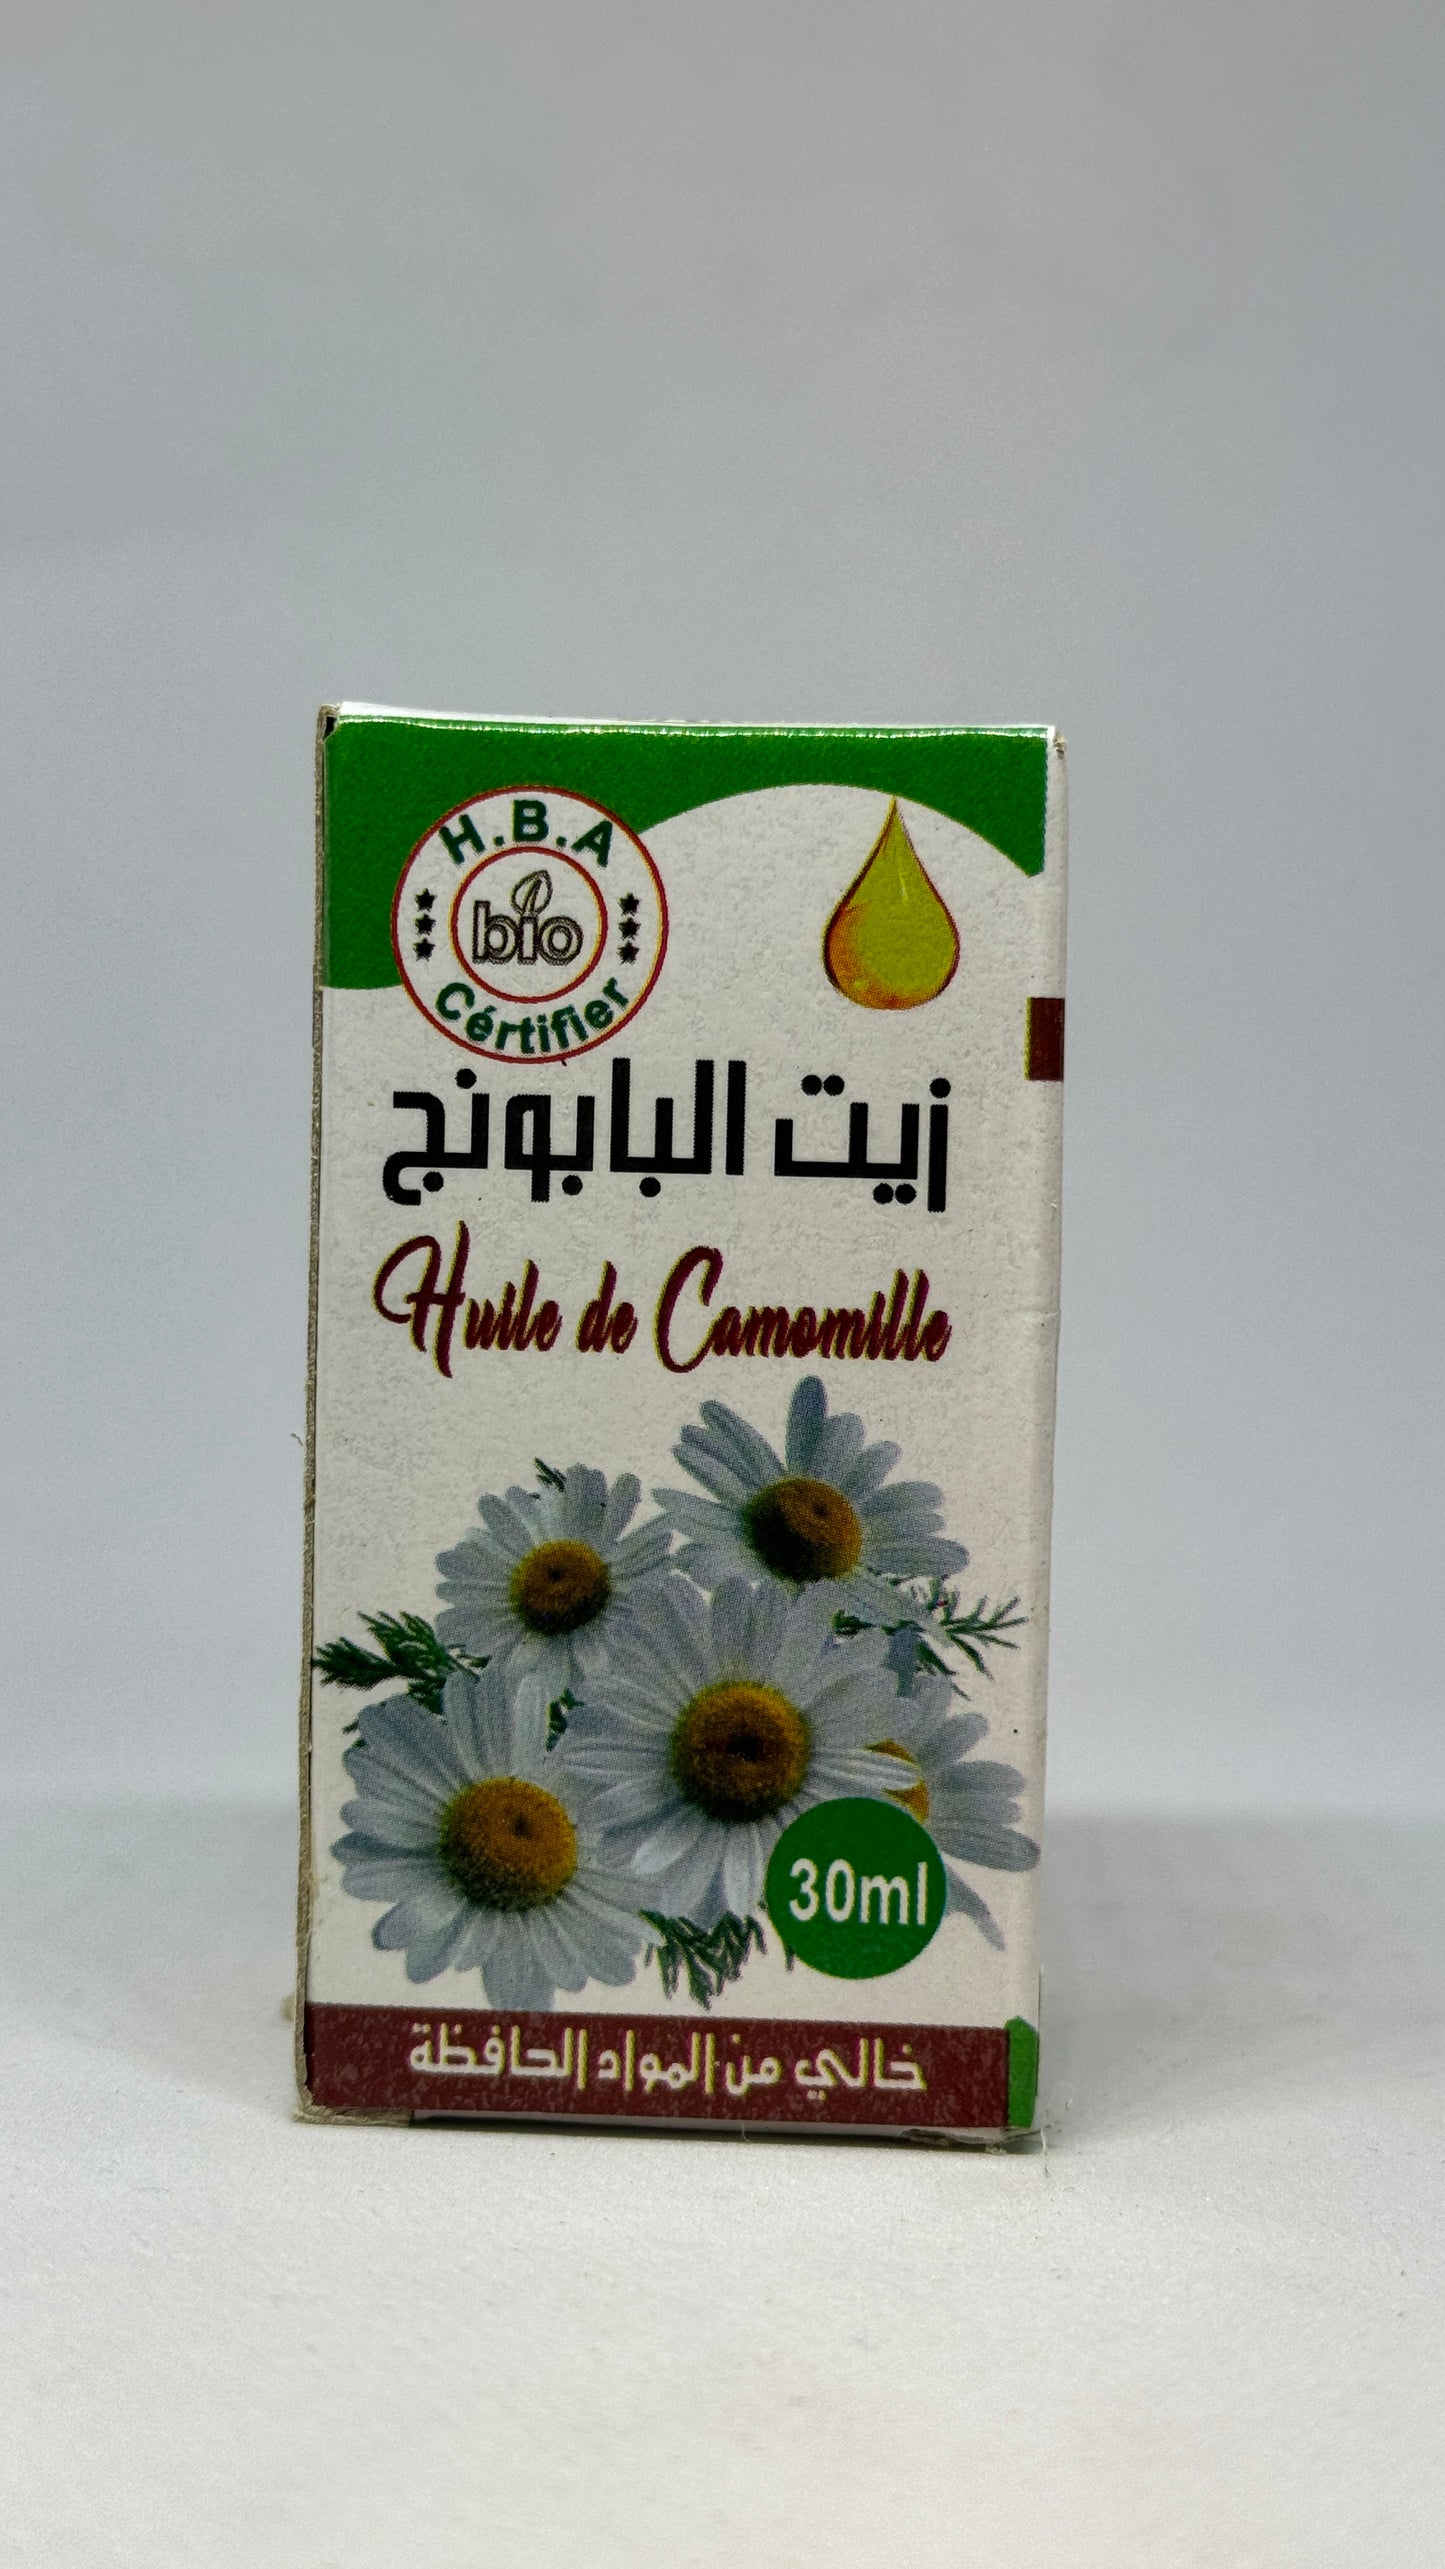 H.B.A
bio
Cértifier
زيت البابونج
Huile de Camomille
30ml
خالي من المواد الحافظة